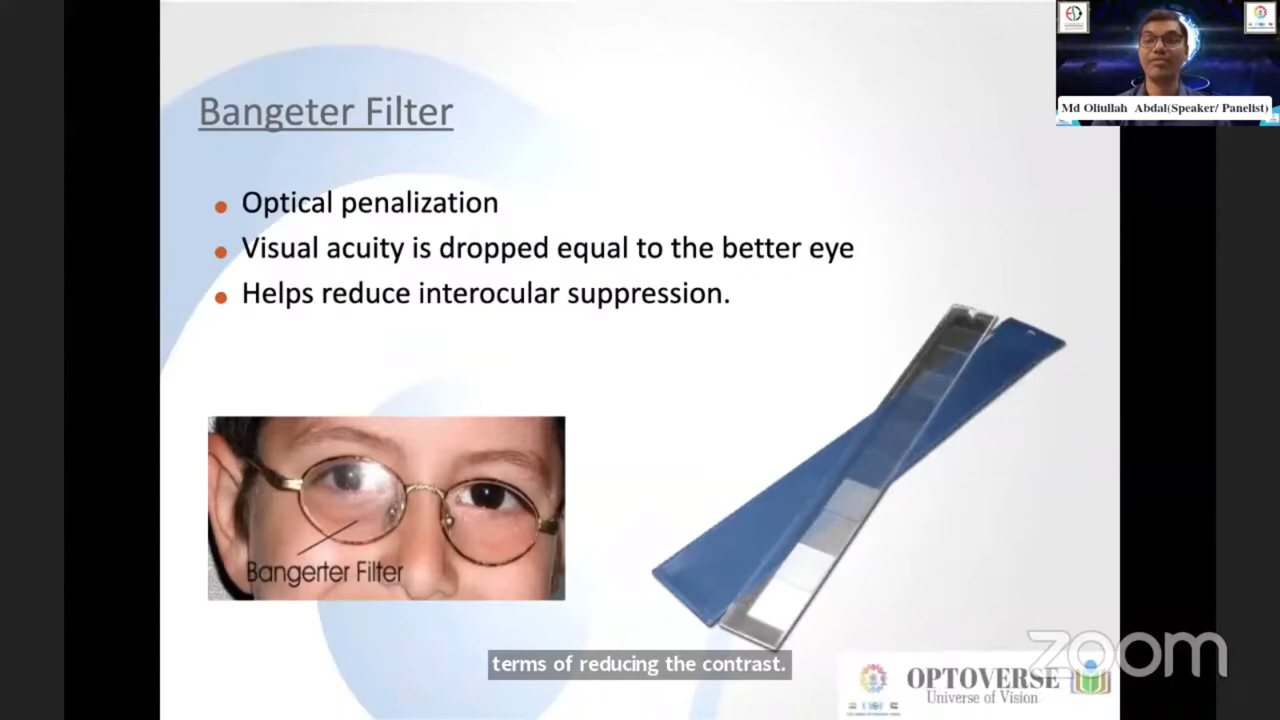 Bangeter Filter
Md Oliullah Abdal(Speaker/ Panelist)
Optical penalization
Visual acuity is dropped equal to the better eye
Helps reduce interocular suppression.
Bangerter Filter
terms of reducing the contrast.
zoom
OPTOVERSE
Universe of Vision